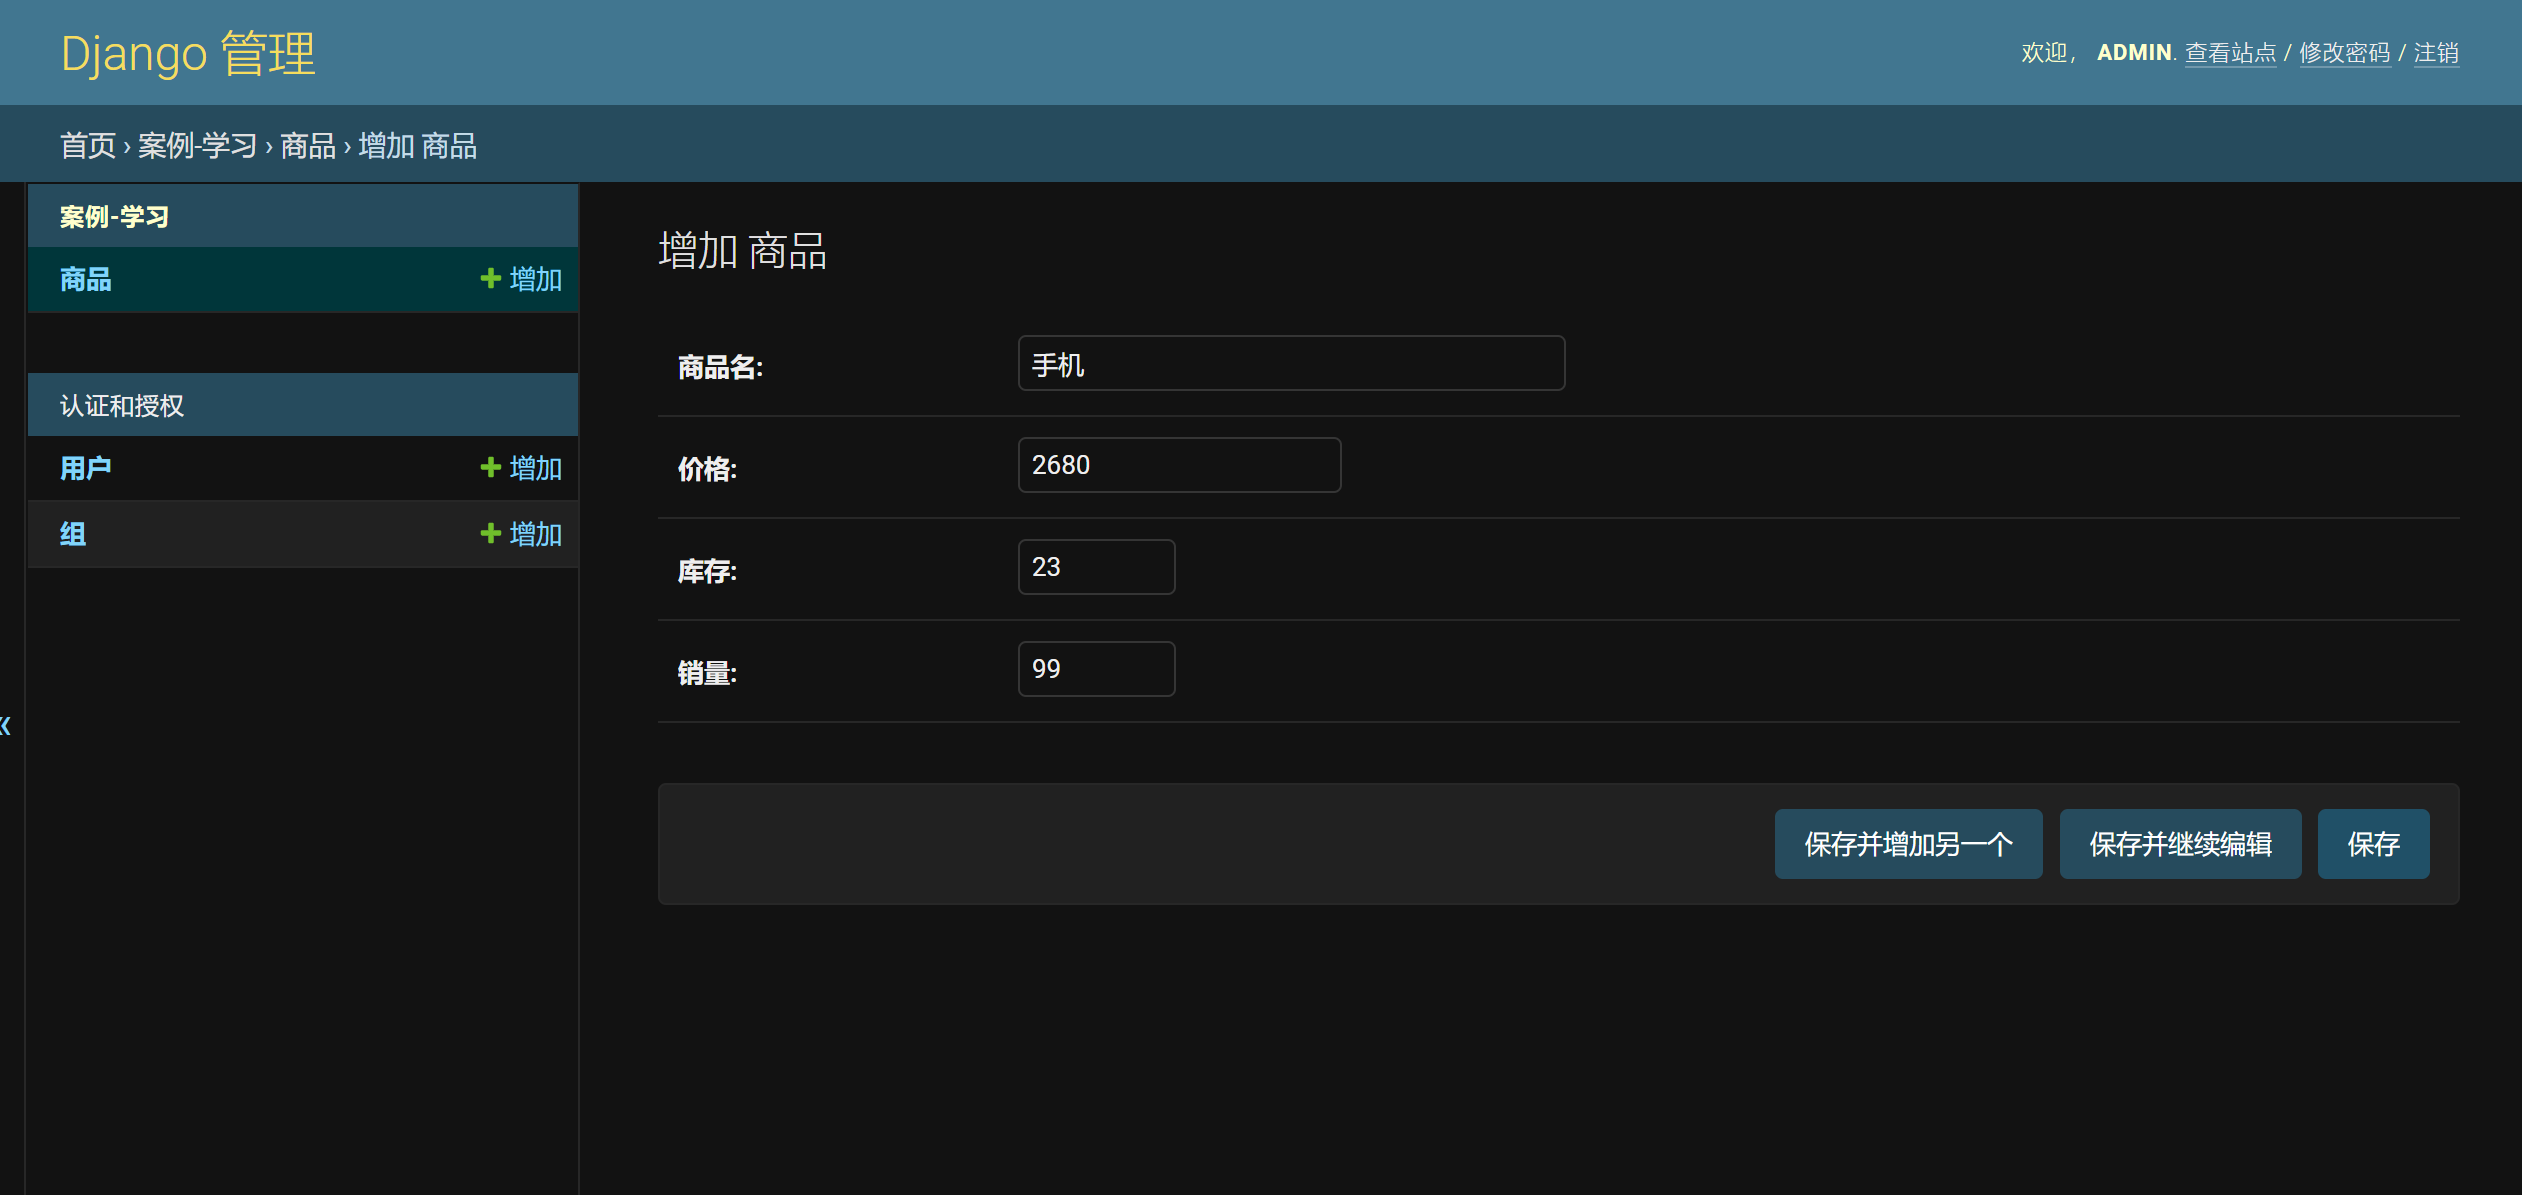 Django 管理
欢迎， ADMIN. 查看站点 / 修改密码 / 注销
首页 › 案例-学习 › 商品 › 增加 商品
案例-学习
商品 增加
认证和授权
用户 增加
组 增加
«
增加 商品
商品名: 手机
价格: 2680
库存: 23
销量: 99
保存并增加另一个 保存并继续编辑 保存